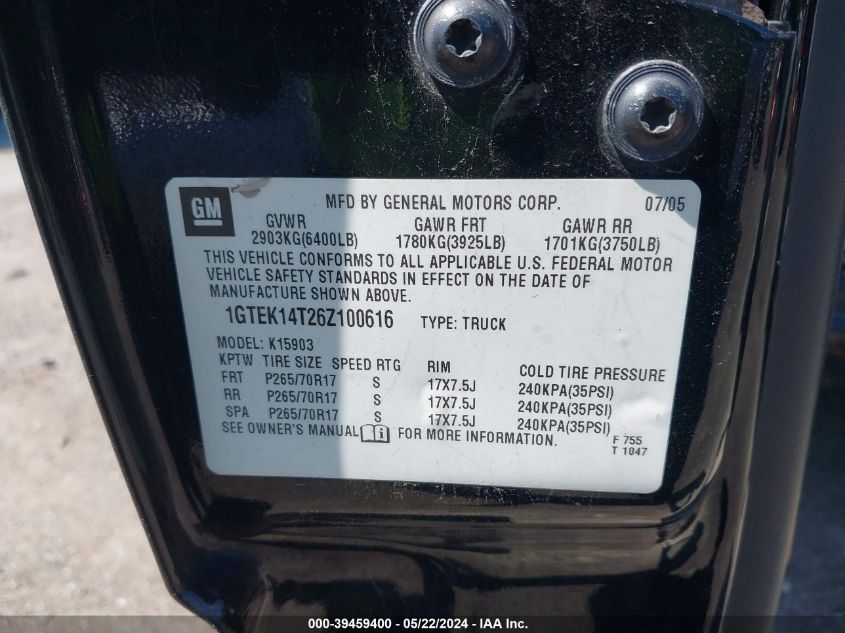 GM MFD BY GENERAL MOTORS CORP. 07/05
GVWR GAWR FRT GAWR RR
2903KG(6400LB) 1780KG(3925LB) 1701KG(3750LB)
THIS VEHICLE CONFORMS TO ALL APPLICABLE U.S. FEDERAL MOTOR
VEHICLE SAFETY STANDARDS IN EFFECT ON THE DATE OF
MANUFACTURE SHOWN ABOVE.
1GTEK14T26Z100616 TYPE: TRUCK
MODEL: K15903
KPTW TIRE SIZE SPEED RTG RIM COLD TIRE PRESSURE
FRT P265/70R17 S 17X7.5J 240KPA(35PSI)
RR P265/70R17 S 17X7.5J 240KPA(35PSI)
SPA P265/70R17 S 17X7.5J 240KPA(35PSI)
SEE OWNER'S MANUAL FOR MORE INFORMATION.
F 755
T 1047
000-39459400 - 05/22/2024 - IAA Inc.